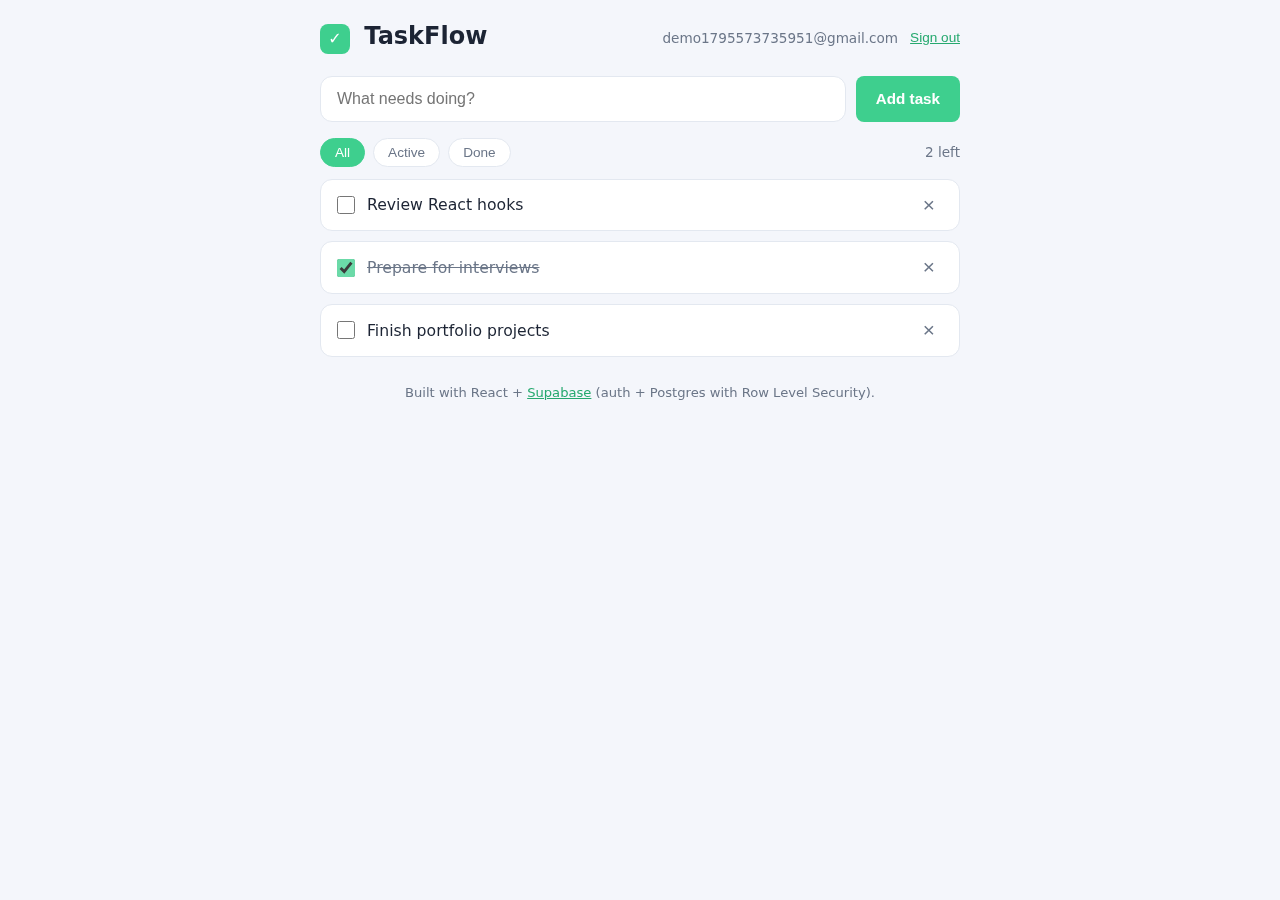 ✓ TaskFlow
demo1795573735951@gmail.com Sign out
What needs doing? Add task
All Active Done 2 left
Review React hooks ✕
Prepare for interviews ✕
Finish portfolio projects ✕
Built with React + Supabase (auth + Postgres with Row Level Security).